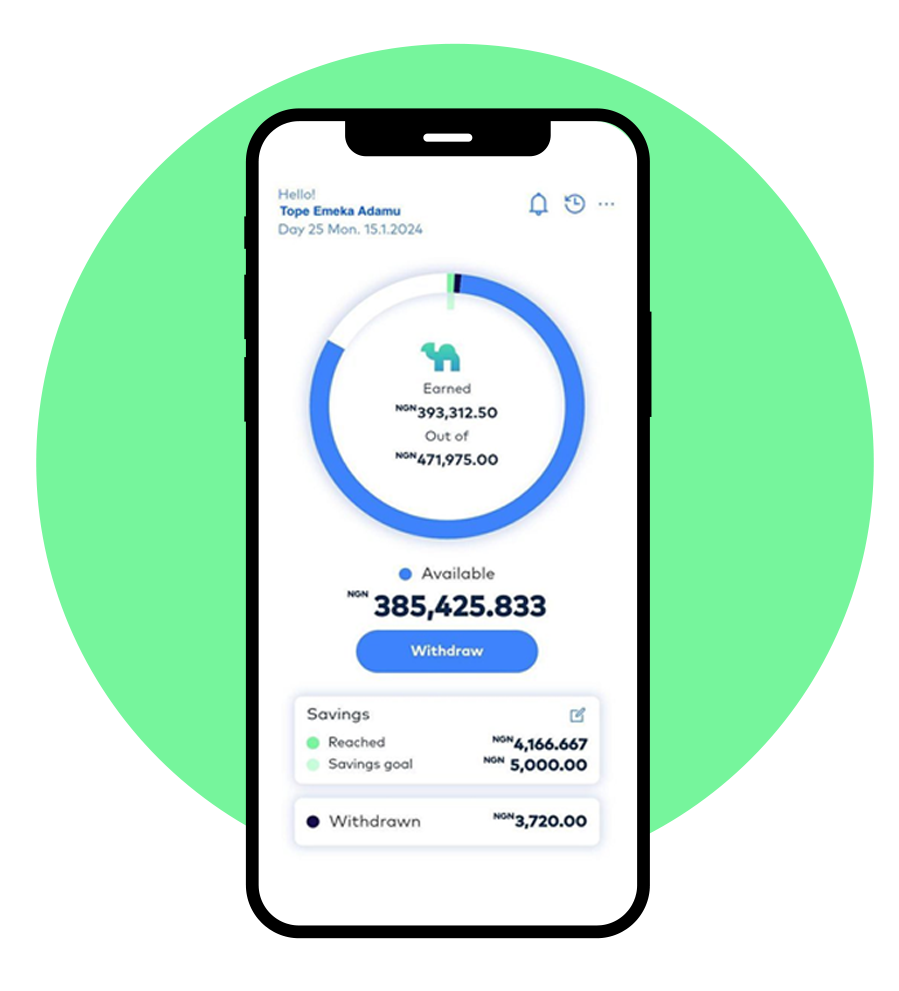 Hello!
Tope Emeka Adamu
Day 25 Mon. 15.1.2024
Earned
NGN393,312.50
Out of
NGN471,975.00
Available
NGN 385,425.833
Withdraw
Savings
Reached NGN4,166.667
Savings goal NGN 5,000.00
Withdrawn NGN3,720.00